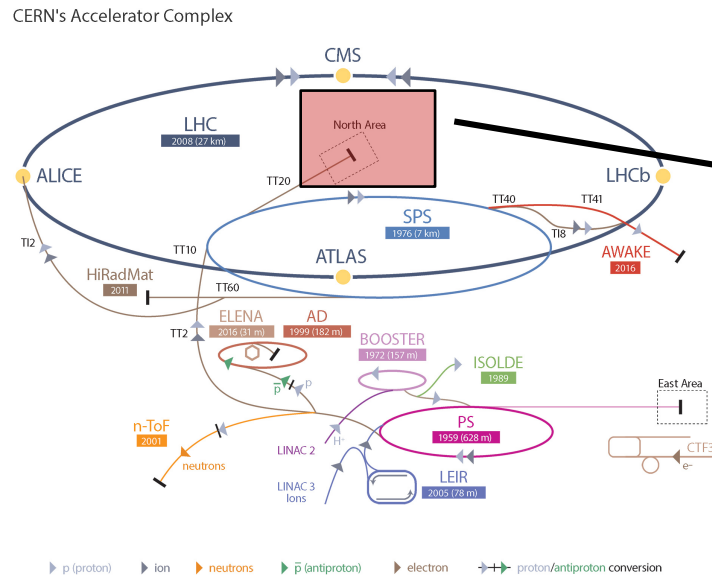 CERN's Accelerator Complex
CMS
North Area
LHC
2008 (27 km)
ALICE
LHCb
TT20
TT40
TT41
SPS
1976 (7 km)
TT10
TI8
TI2
ATLAS
AWAKE
2016
HiRadMat
2011
TT60
ELENA
2016 (31 m)
AD
1999 (182 m)
TT2
BOOSTER
1972 (157 m)
ISOLDE
1989
p
p̅
East Area
n-ToF
2001
PS
1959 (628 m)
H⁻
LINAC 2
neutrons
CTF3
e-
LINAC 3
Ions
LEIR
2005 (78 m)
p (proton)
ion
neutrons
p̅ (antiproton)
electron
proton/antiproton conversion